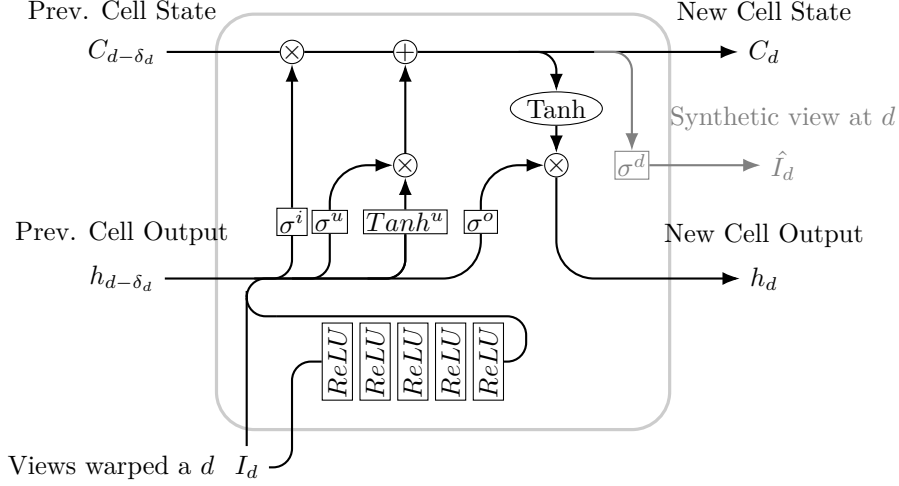 Prev. Cell State
New Cell State
C_{d−δ_d}
×
+
C_d
Tanh
Synthetic view at d
×
×
σ^d
Î_d
σ^i
σ^u
Tanh^u
σ^o
Prev. Cell Output
New Cell Output
h_{d−δ_d}
h_d
ReLU
ReLU
ReLU
ReLU
ReLU
Views warped a d I_d